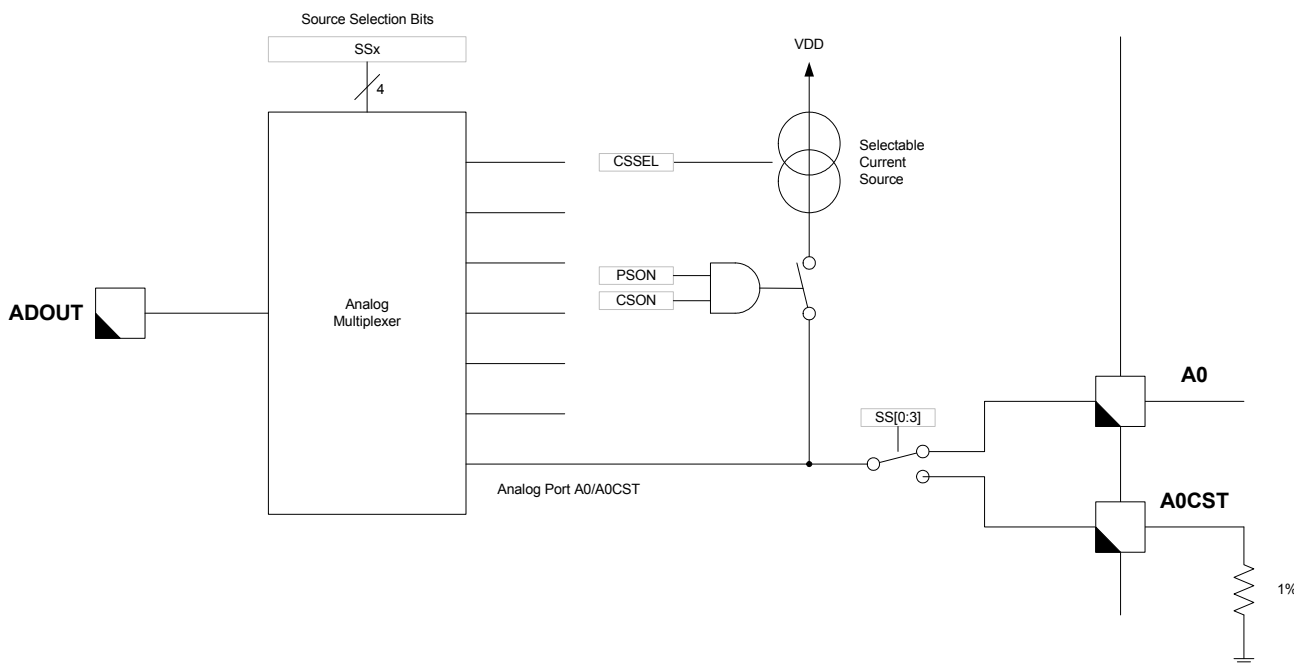 Source Selection Bits
SSx
4
VDD
CSSEL
Selectable
Current
Source
PSON
CSON
ADOUT
Analog
Multiplexer
A0
SS[0:3]
Analog Port A0/A0CST
A0CST
1%